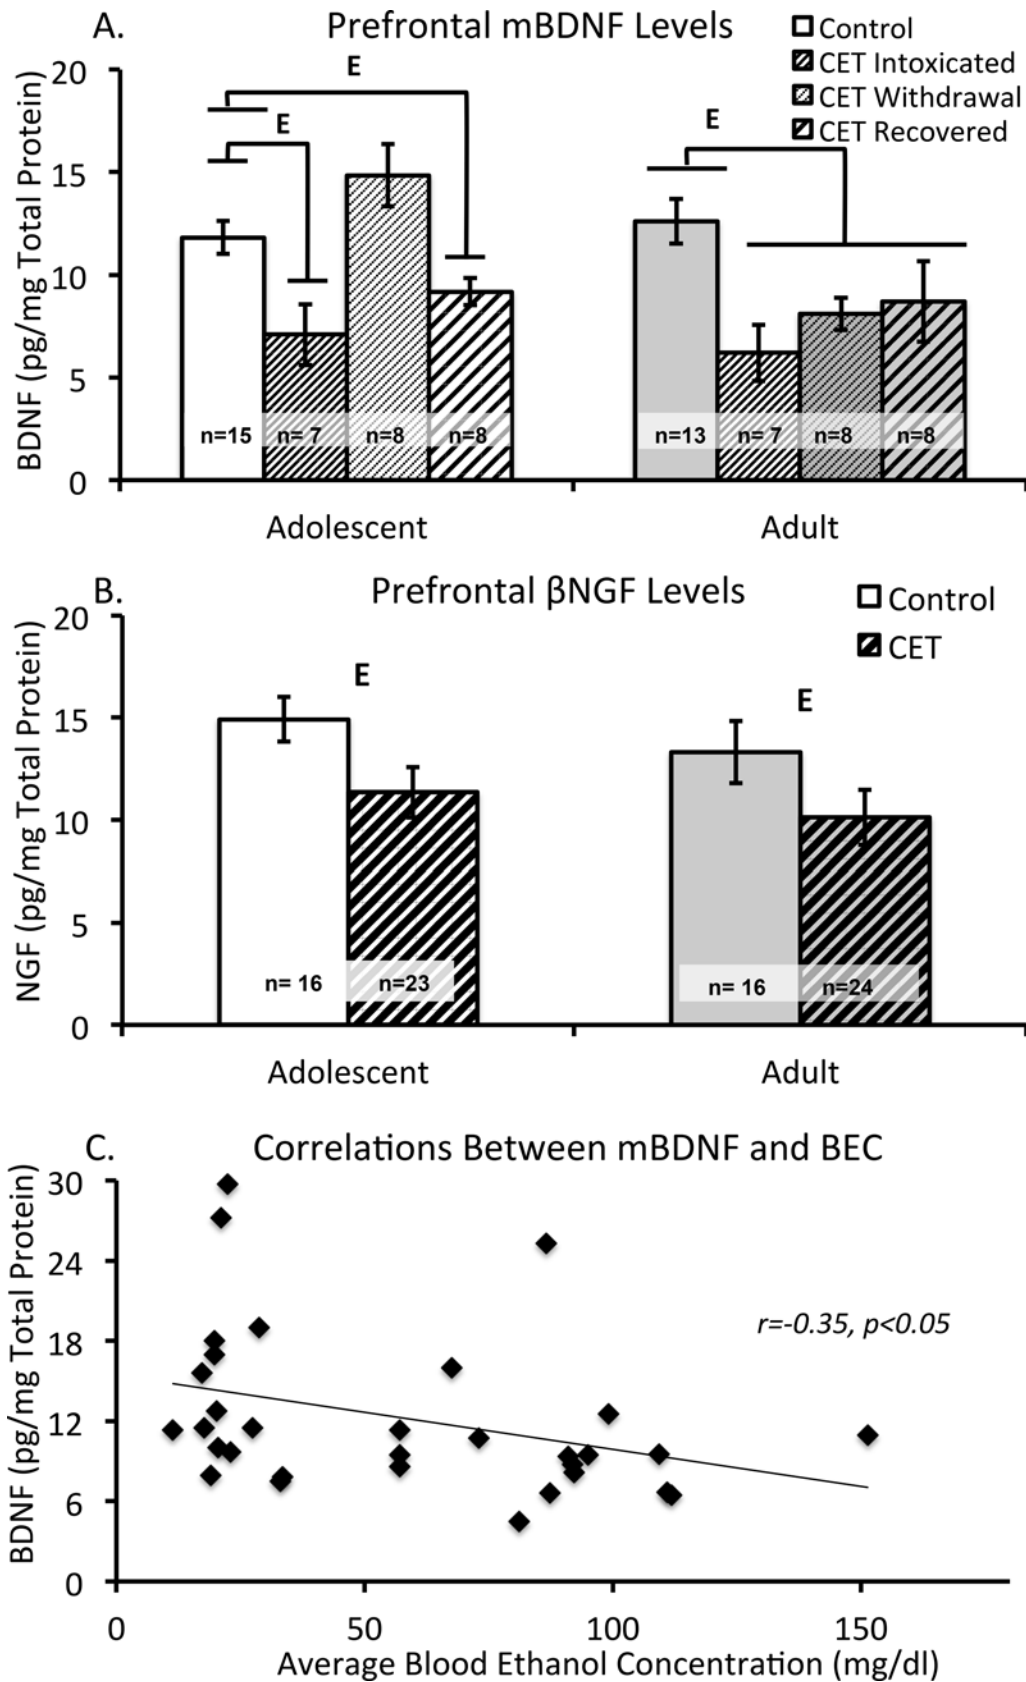 A. Prefrontal mBDNF Levels
Control
CET Intoxicated
CET Withdrawal
CET Recovered
BDNF (pg/mg Total Protein)
20
15
10
5
0
E
E
E
n=15 n= 7 n=8 n=8
n=13 n= 7 n=8 n=8
Adolescent Adult
B. Prefrontal βNGF Levels
Control
CET
NGF (pg/mg Total Protein)
20
15
10
5
0
E
E
n= 16 n=23
n= 16 n=24
Adolescent Adult
C. Correlations Between mBDNF and BEC
BDNF (pg/mg Total Protein)
30
24
18
12
6
0
r=-0.35, p<0.05
0 50 100 150
Average Blood Ethanol Concentration (mg/dl)